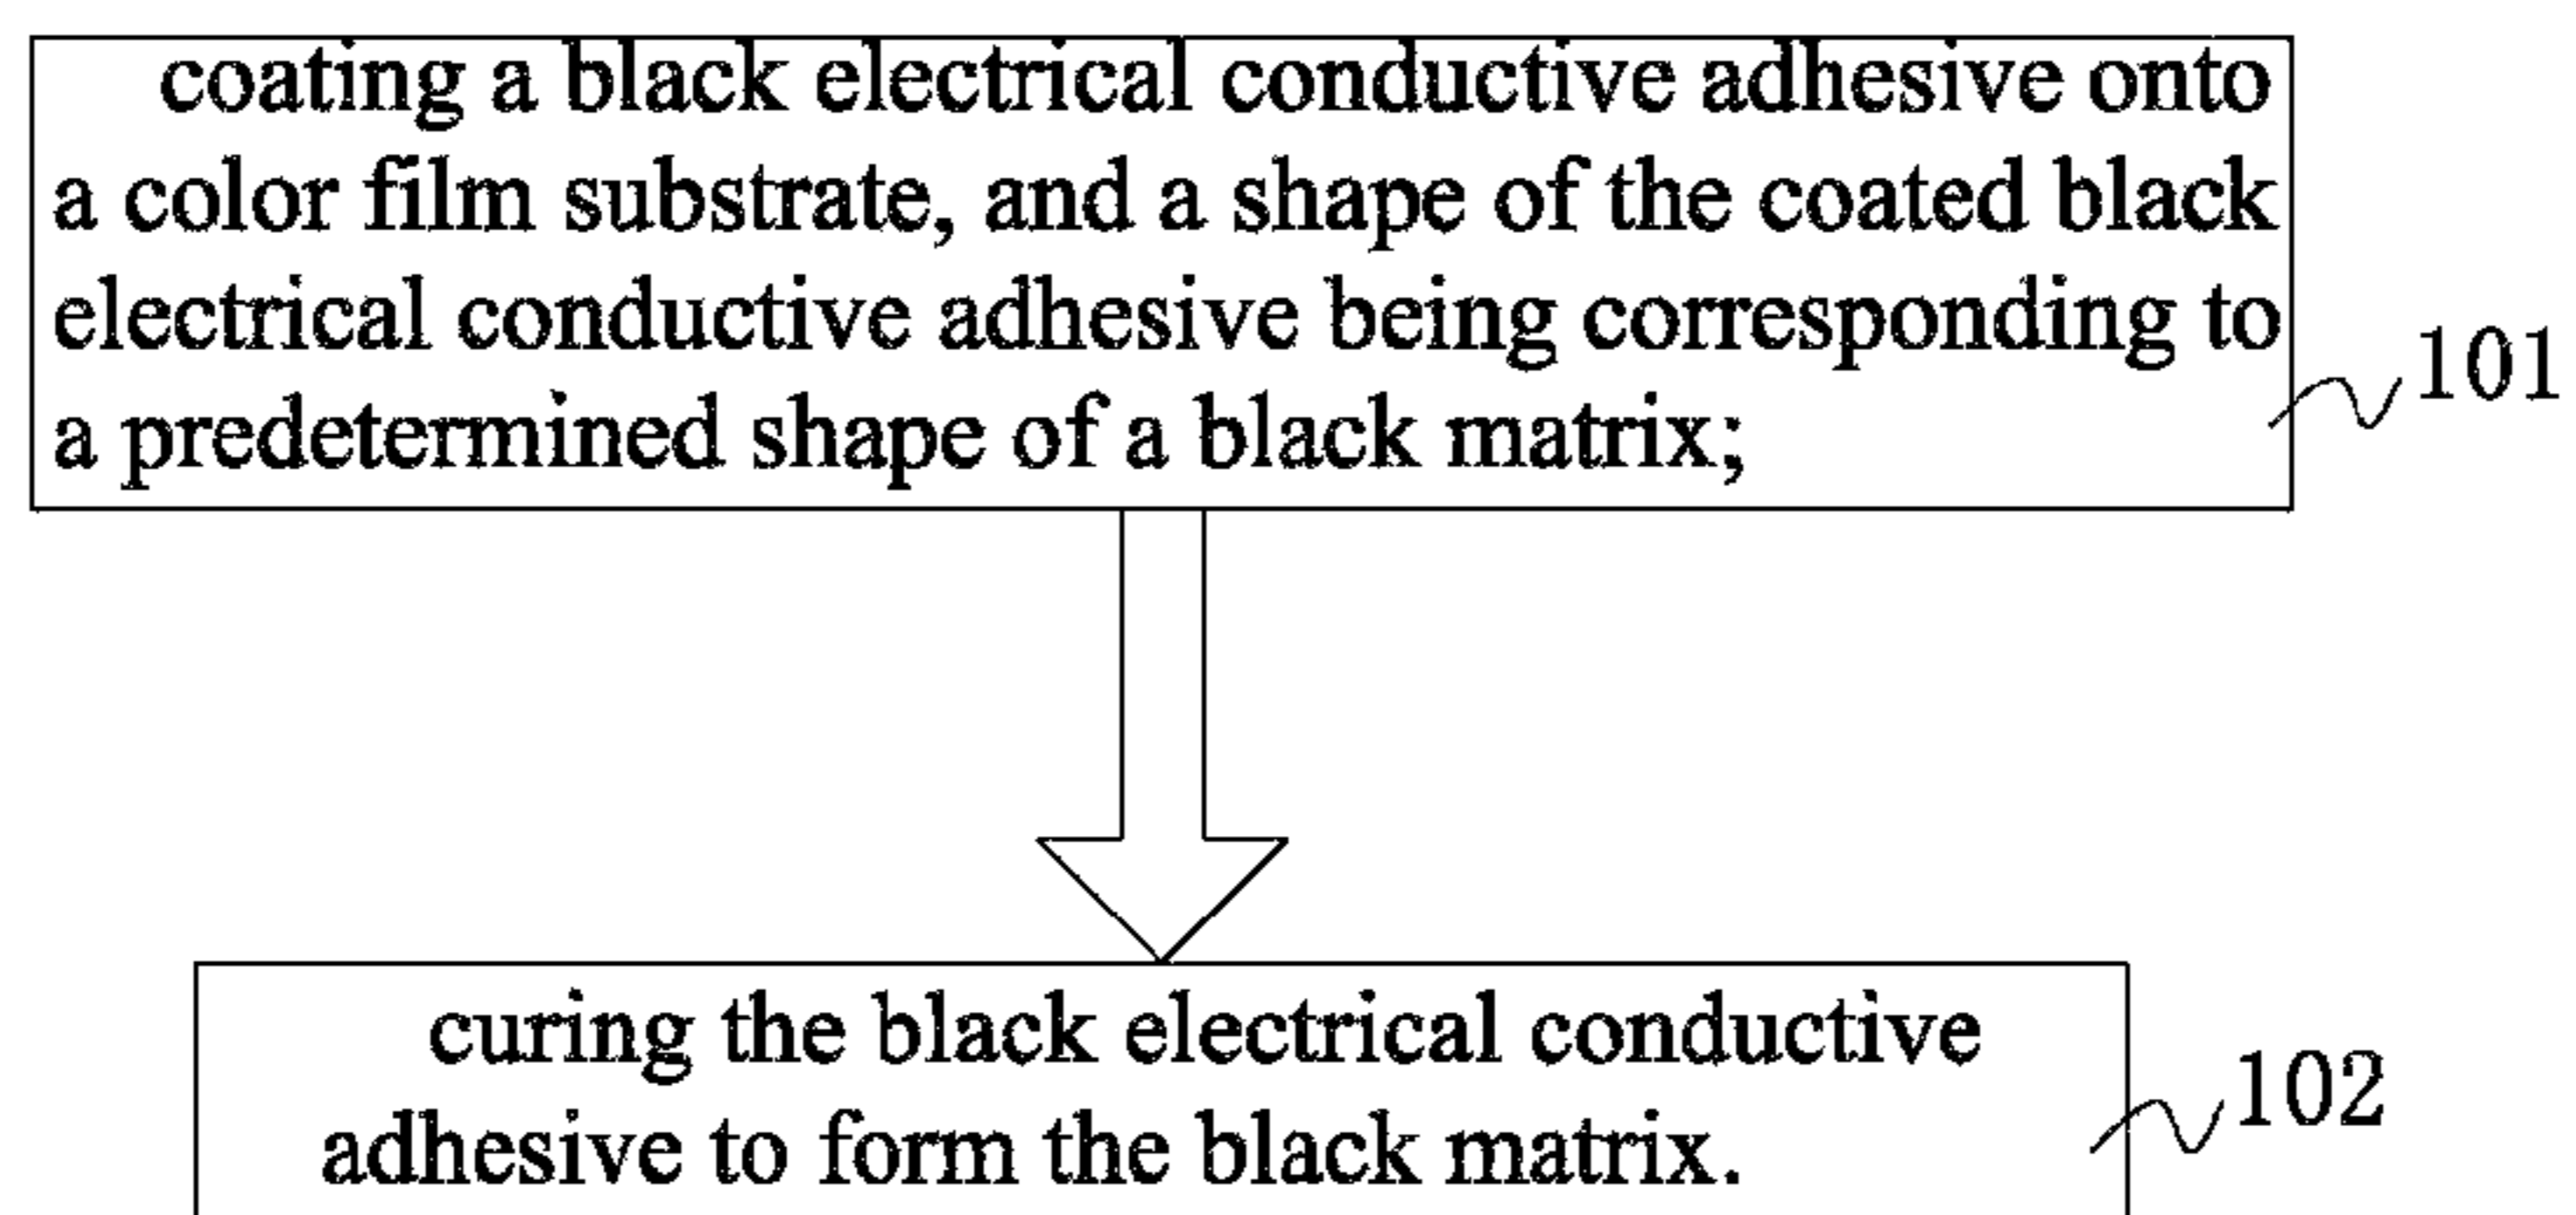 coating a black electrical conductive adhesive onto
a color film substrate, and a shape of the coated black
electrical conductive adhesive being corresponding to
a predetermined shape of a black matrix;
101
curing the black electrical conductive
adhesive to form the black matrix.
102